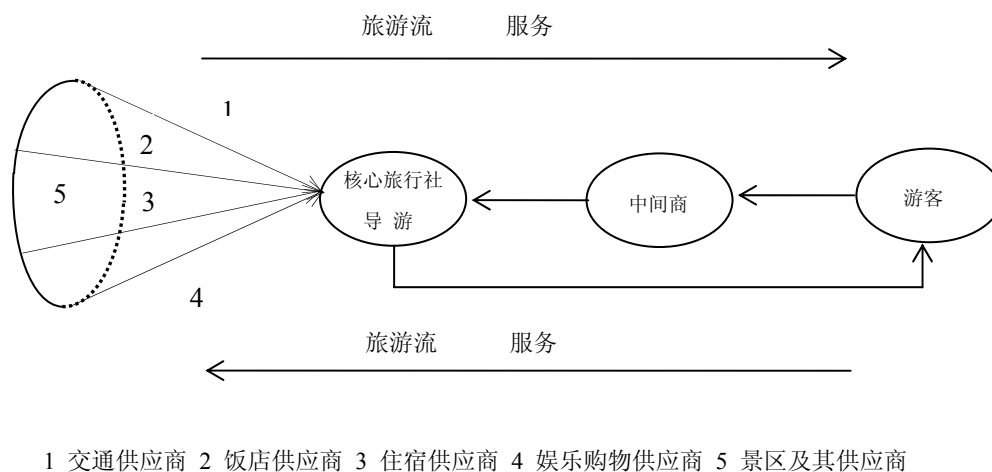 旅游流 服务
1
2
5
3
4
核心旅行社
导 游
中间商
游客
旅游流 服务
1 交通供应商 2 饭店供应商 3 住宿供应商 4 娱乐购物供应商 5 景区及其供应商